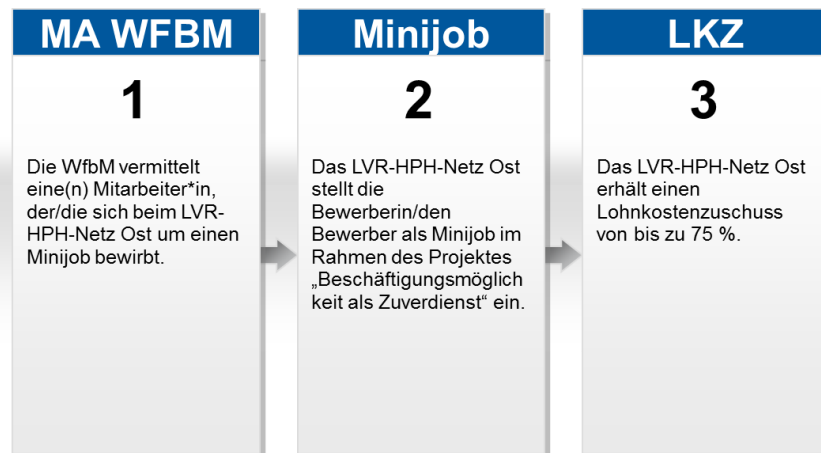 MA WFBM
1
Die WfbM vermittelt
eine(n) Mitarbeiter*in,
der/die sich beim LVR-
HPH-Netz Ost um einen
Minijob bewirbt.
Minijob
2
Das LVR-HPH-Netz Ost
stellt die
Bewerberin/den
Bewerber als Minijob im
Rahmen des Projektes
„Beschäftigungsmöglich
keit als Zuverdienst“ ein.
LKZ
3
Das LVR-HPH-Netz Ost
erhält einen
Lohnkostenzuschuss
von bis zu 75 %.